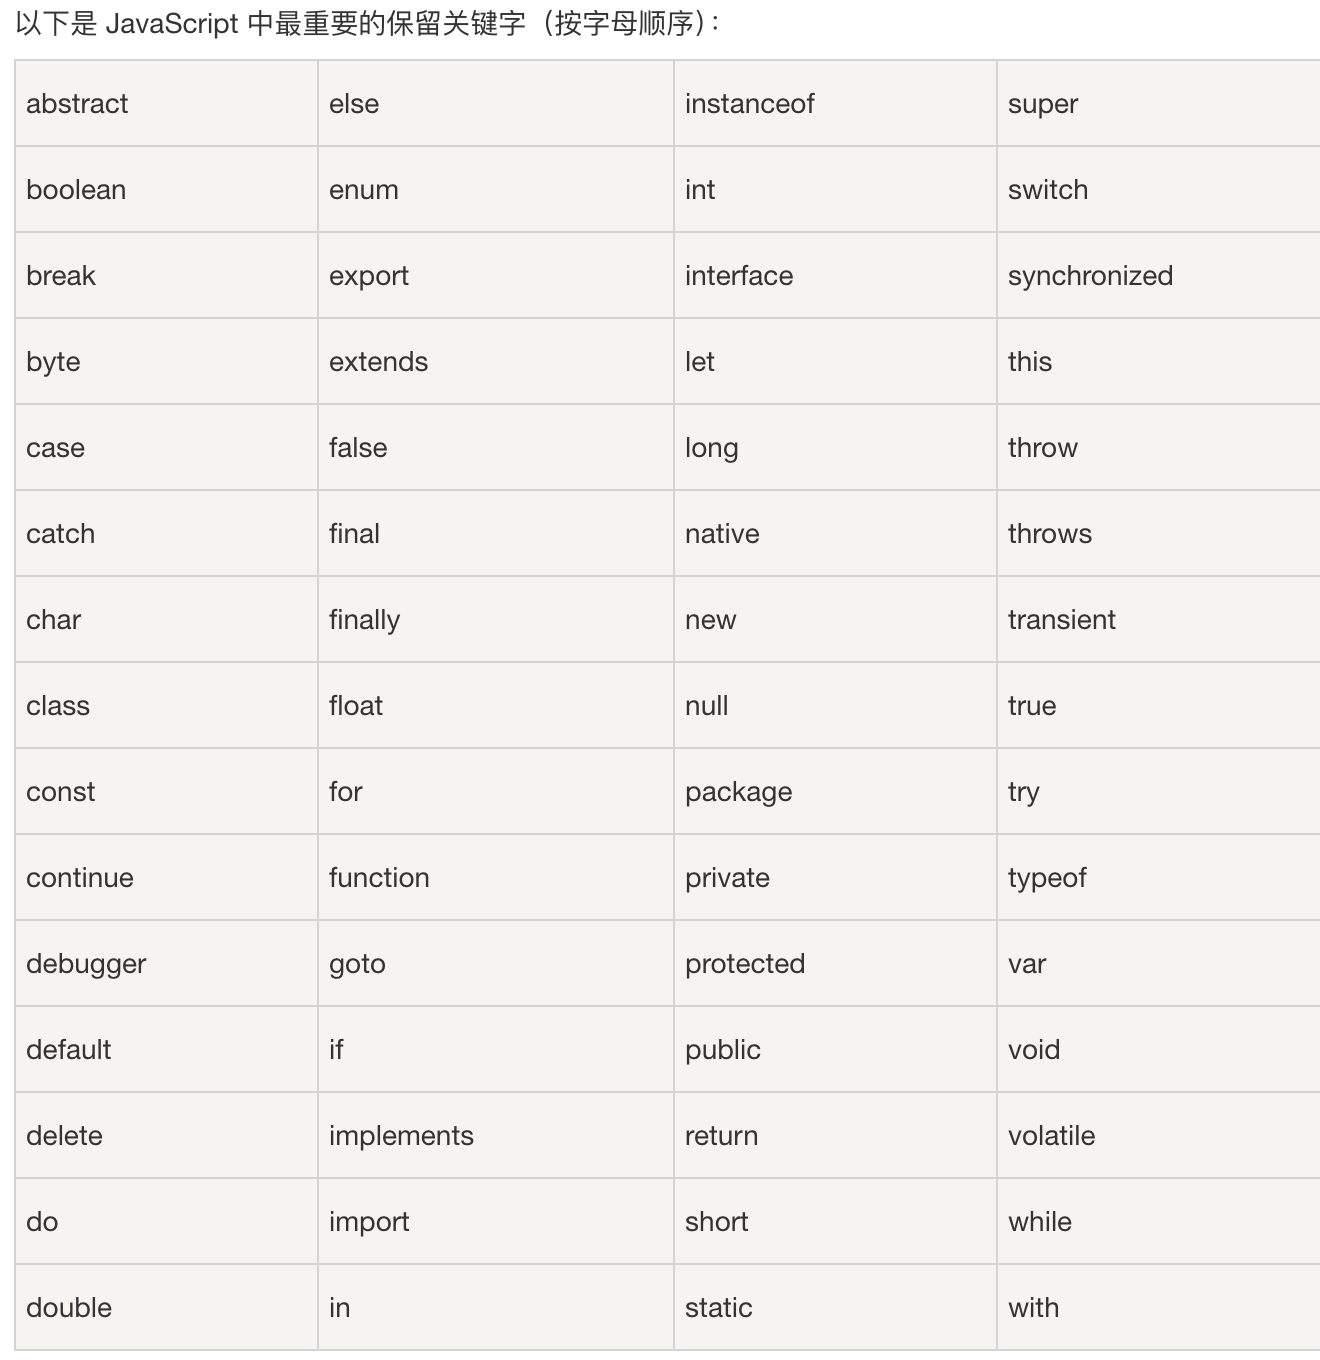 以下是 JavaScript 中最重要的保留关键字（按字母顺序）：
abstract else instanceof super
boolean enum int switch
break export interface synchronized
byte extends let this
case false long throw
catch final native throws
char finally new transient
class float null true
const for package try
continue function private typeof
debugger goto protected var
default if public void
delete implements return volatile
do import short while
double in static with